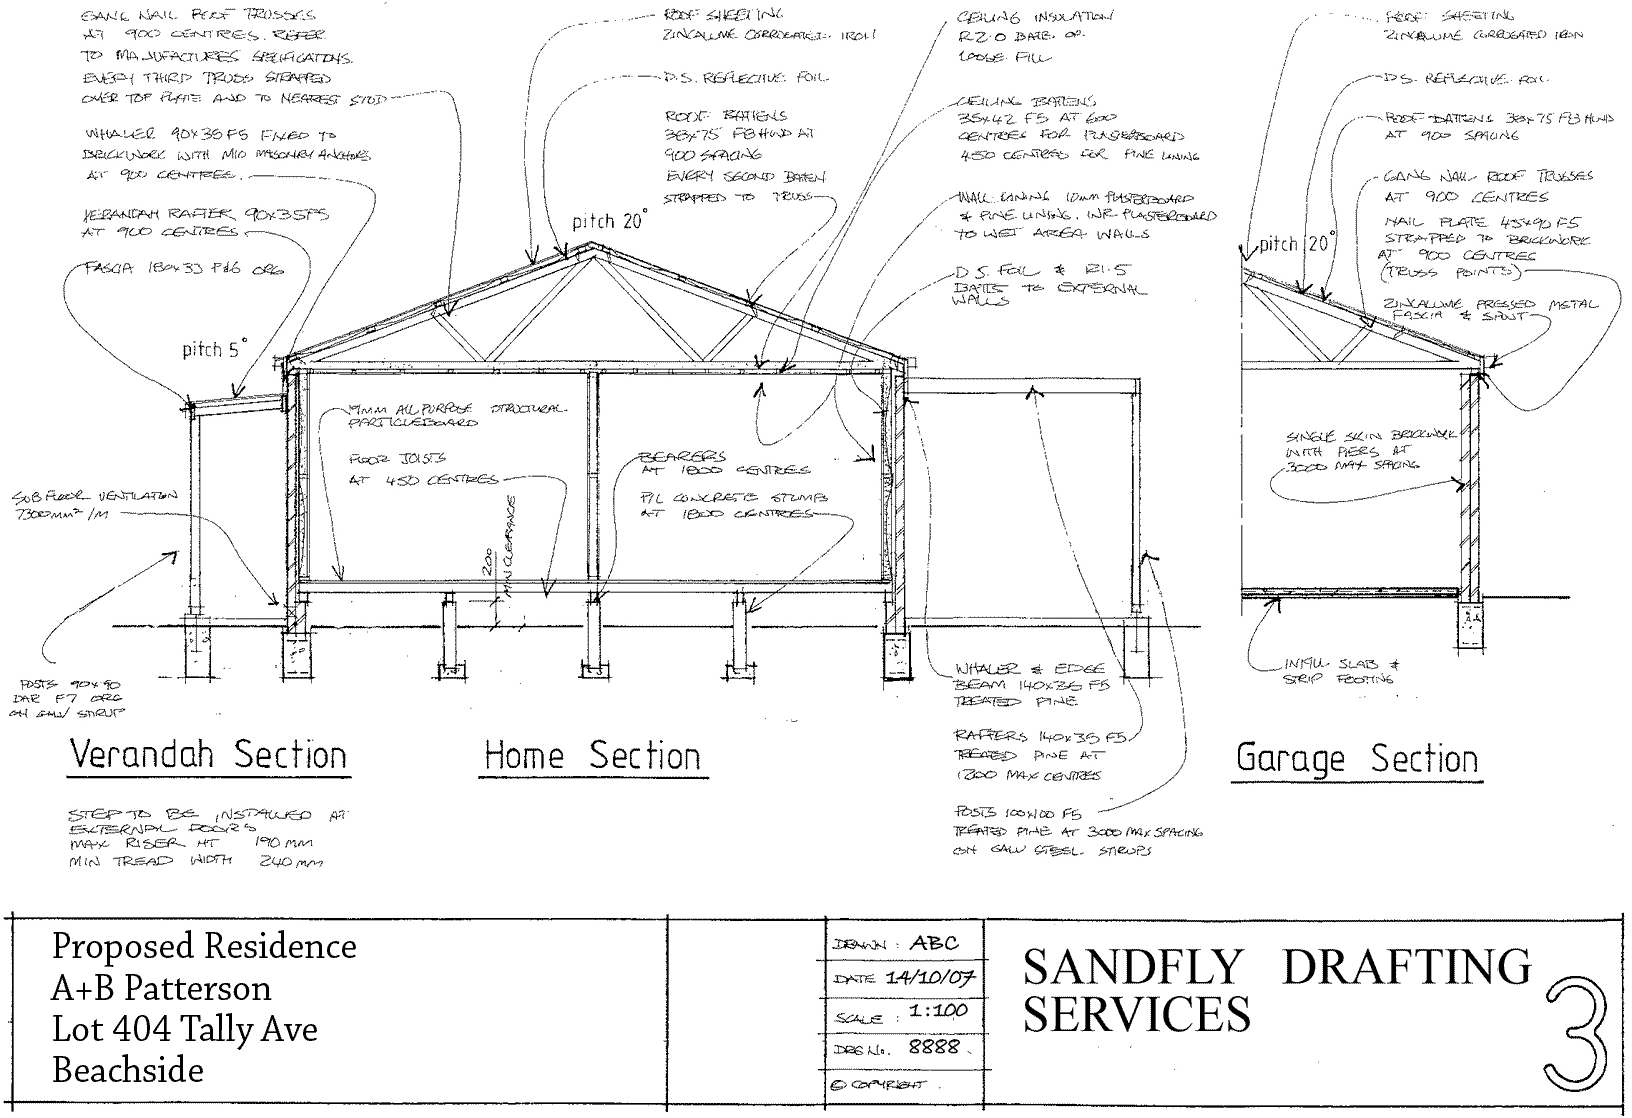 GANG NAIL ROOF TRUSSES
AT 900 CENTRES. REFER
TO MANUFACTURES SPECIFICATIONS.
EVERY THIRD TRUSS STRAPPED
OVER TOP PLATE AND TO NEAREST STUD
WHALER 90x35 F5 FIXED TO
BRICKWORK WITH M10 MASONRY ANCHORS
AT 900 CENTRES.
VERANDAH RAFTER 90x35F5
AT 900 CENTRES
FASCIA 180x33 P#6 ORG
pitch 5°
SUB FLOOR VENTILATION
7300mm²/M
POSTS 90x90
DAR F7 ORG
ON GALV STIRUP
ROOF SHEETING
ZINCALUME CORROGATED IRON
D.S. REFLECTIVE FOIL
ROOF BATTENS
38x75 F8 HWD AT
900 SPACING
EVERY SECOND BATEN
STRAPPED TO TRUSS
pitch 20°
CEILING INSULATION
R2.0 BATS. OR
LOOSE FILL
CEILING BATTENS
35x42 F5 AT 600
CENTRES FOR PLASTERBOARD
450 CENTRES FOR PINE LINING
WALL LINING 10mm PLASTERBOARD
& PINE LINING. WR PLASTERBOARD
TO WET AREA WALLS
D.S. FOIL & R1.5
BATTS TO EXTERNAL
WALLS
19MM ALL PURPOSE STRUCTURAL
PARTICLEBOARD
FLOOR JOISTS
AT 450 CENTRES
200
MIN CLEARANCE
BEARERS
AT 1800 CENTRES
P/L CONCRETE STUMPS
AT 1800 CENTRES
WHALER & EDGE
BEAM 140x35 F5
TREATED PINE
RAFTERS 140x35 F5
TREATED PINE AT
1200 MAX CENTRES
POSTS 100x100 F5
TREATED PINE AT 3000 MAX SPACING
ON GALV STEEL STIRUPS
ROOF SHEETING
ZINCALUME CORROGATED IRON
D.S. REFLECTIVE FOIL
ROOF BATTENS 38x75 F8 HWD
AT 900 SPACING
GANG NAIL ROOF TRUSSES
AT 900 CENTRES
NAIL PLATE 45x90 F5
STRAPPED TO BRICKWORK
AT 900 CENTRES
(TRUSS POINTS)
ZINCALUME PRESSED METAL
FASCIA & SPOUT
pitch 20°
SINGLE SKIN BRICKWORK
WITH PIERS AT
3000 MAX SPACING
INFILL SLAB &
STRIP FOOTING
Verandah Section
Home Section
Garage Section
STEP TO BE INSTALLED AT
EXTERNAL DOORS
MAX RISER HT 190 MM
MIN TREAD WIDTH 240 MM
Proposed Residence
A+B Patterson
Lot 404 Tally Ave
Beachside
DRAWN : ABC
DATE 14/10/07
SCALE : 1:100
DRG No. 8888.
© COPYRIGHT.
SANDFLY DRAFTING
SERVICES
3